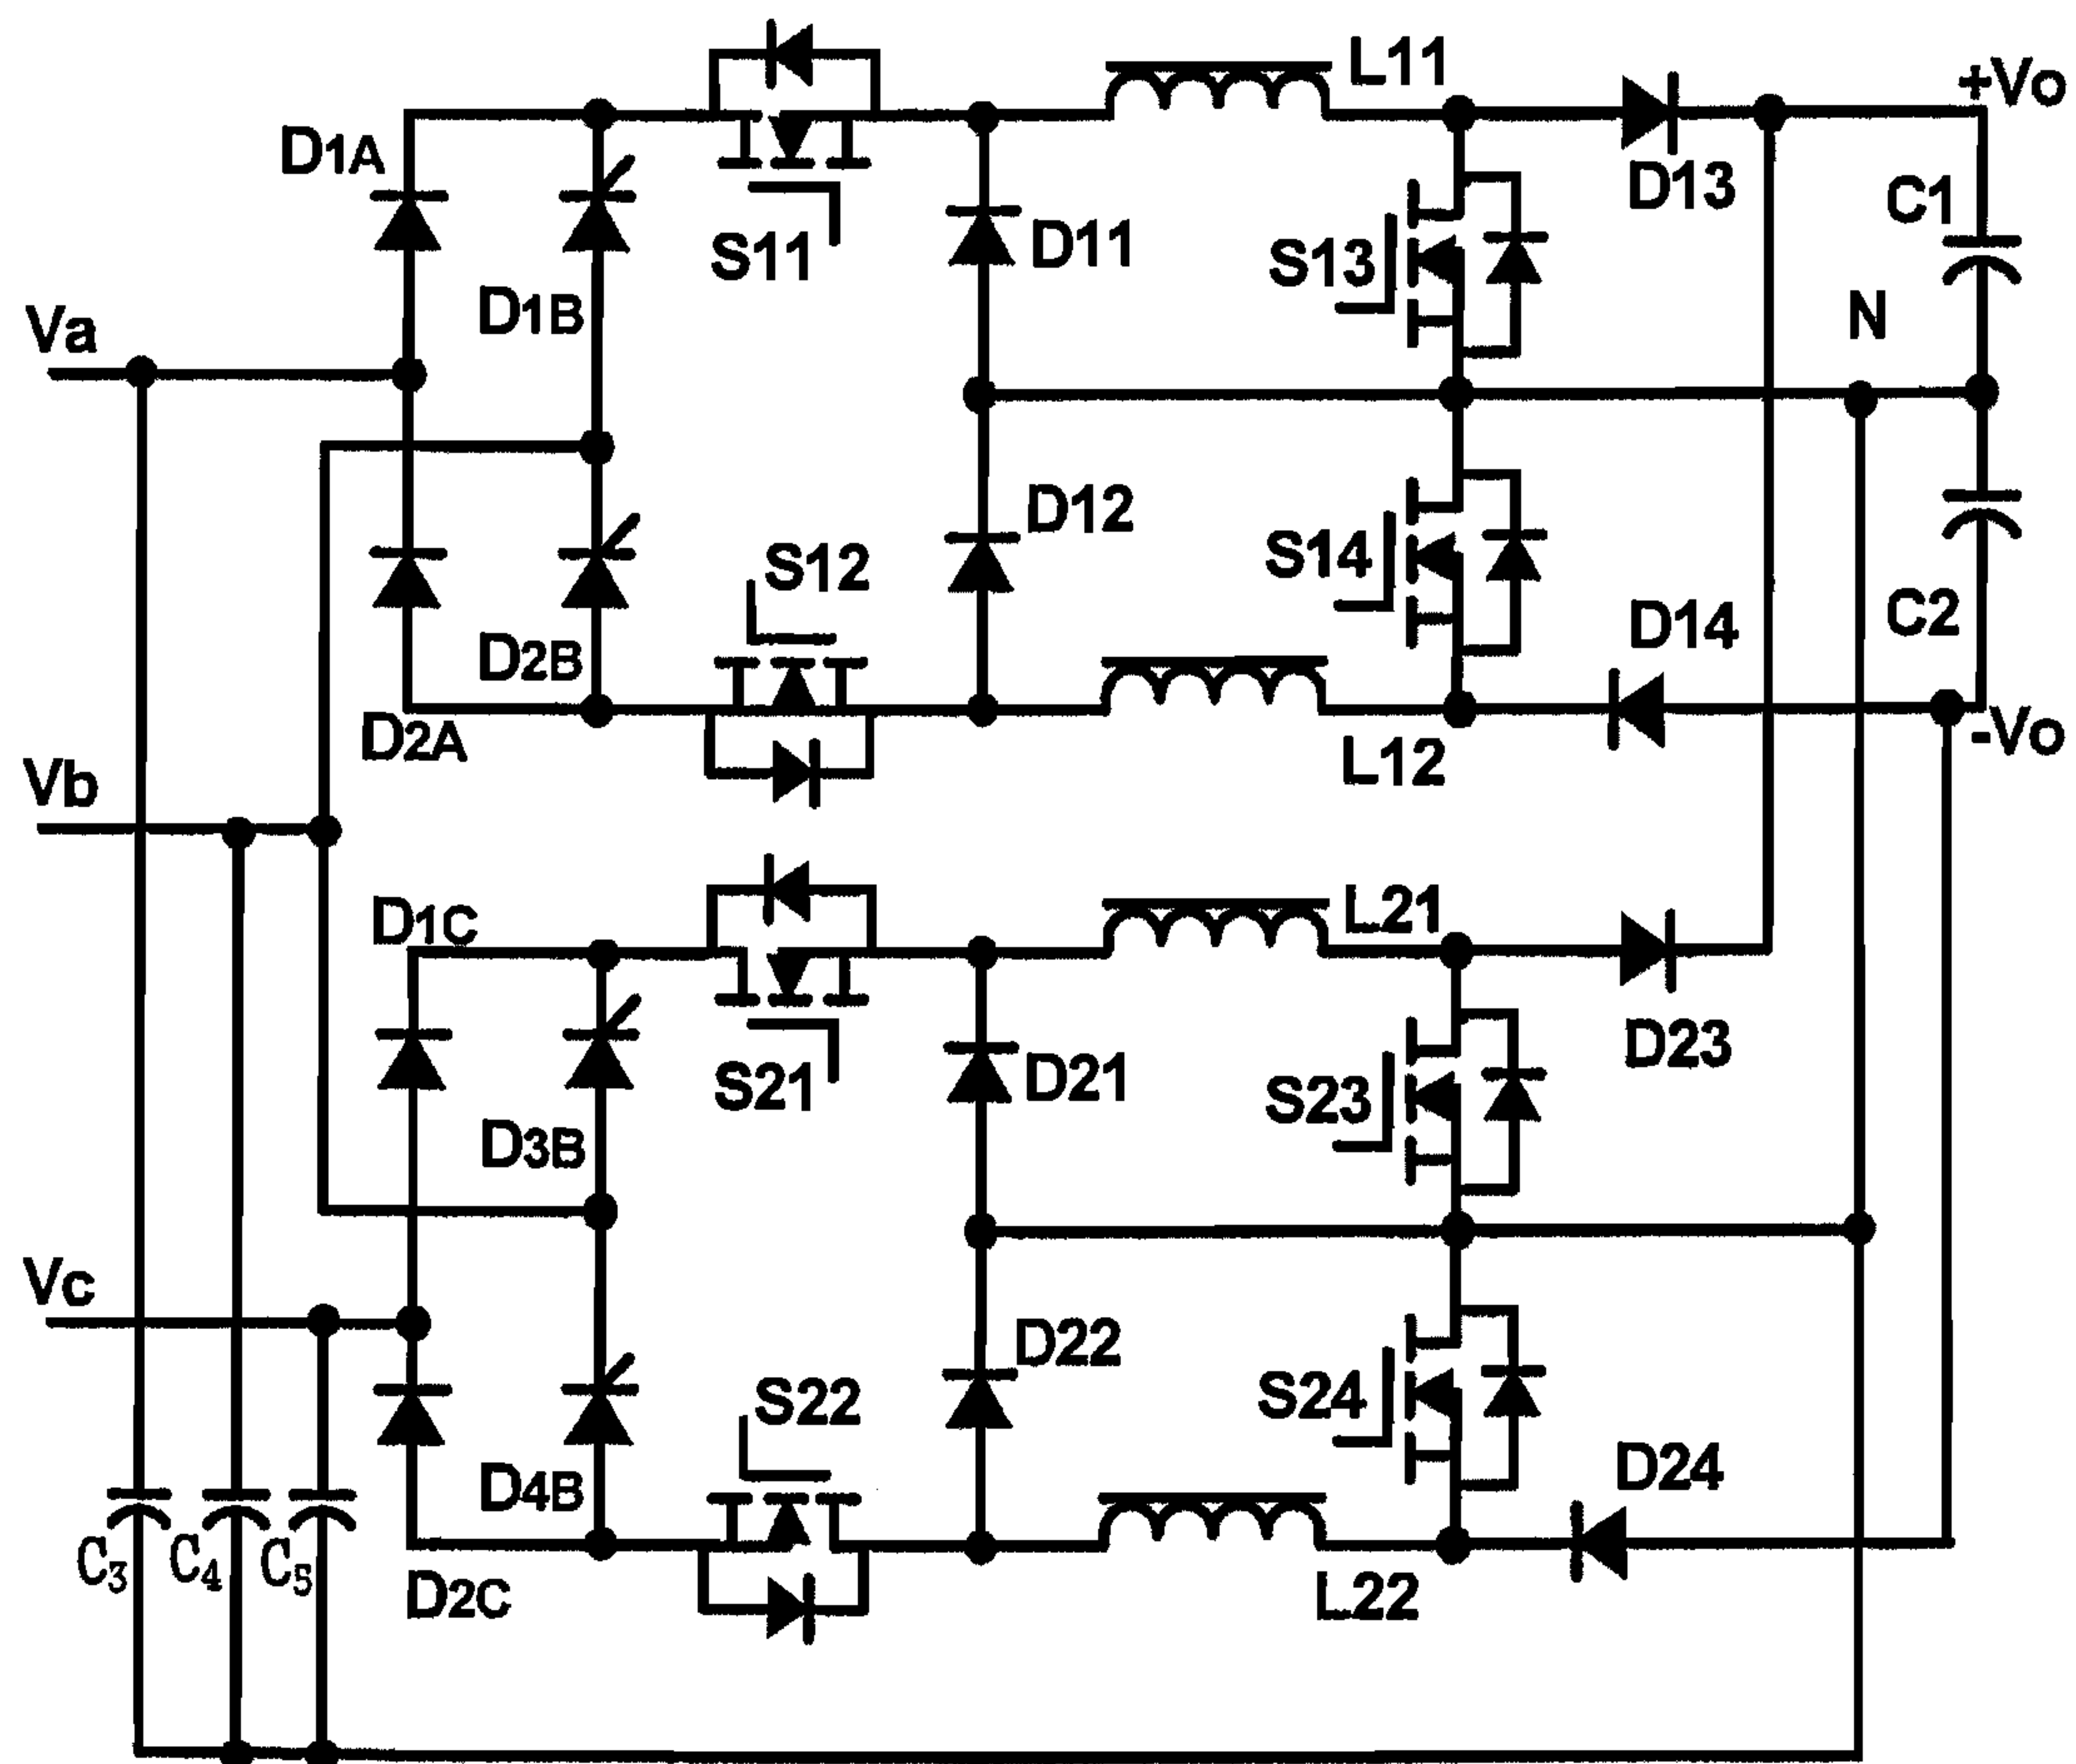 L11
+Vo
D1A
D13
C1
S11
D11
S13
D1B
N
Va
D12
S12
S14
D14
C2
D2B
D2A
L12
-Vo
Vb
D1C
L21
D23
S21
D21
S23
D3B
Vc
D22
S22
S24
D24
D4B
C3
C4
C5
D2C
L22